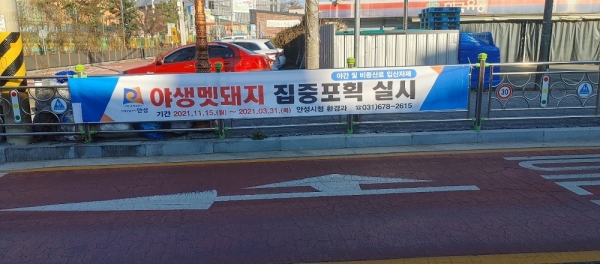 야간 및 비등산로 입산자제
안성
야생멧돼지 집중포획 실시
기간 2021.11.15.(월) ~ 2021.03.31.(목) 안성시청 환경과 ☎031)678-2615